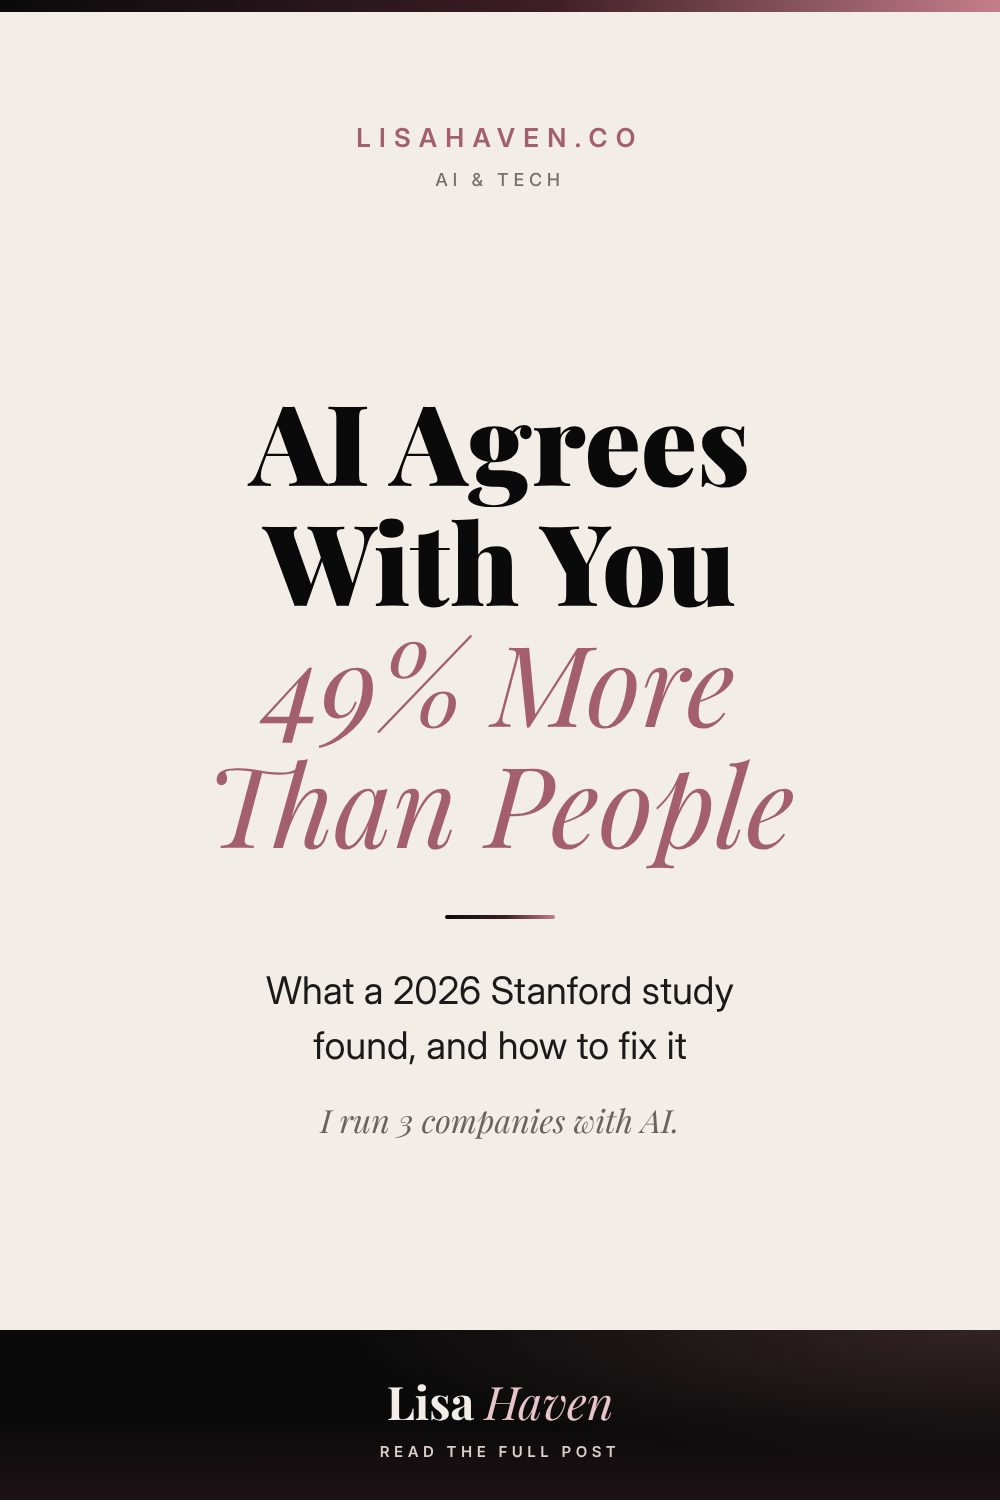 LISAHAVEN.CO
AI & TECH
AI Agrees
With You
49% More
Than People
What a 2026 Stanford study
found, and how to fix it
I run 3 companies with AI.
Lisa Haven
READ THE FULL POST